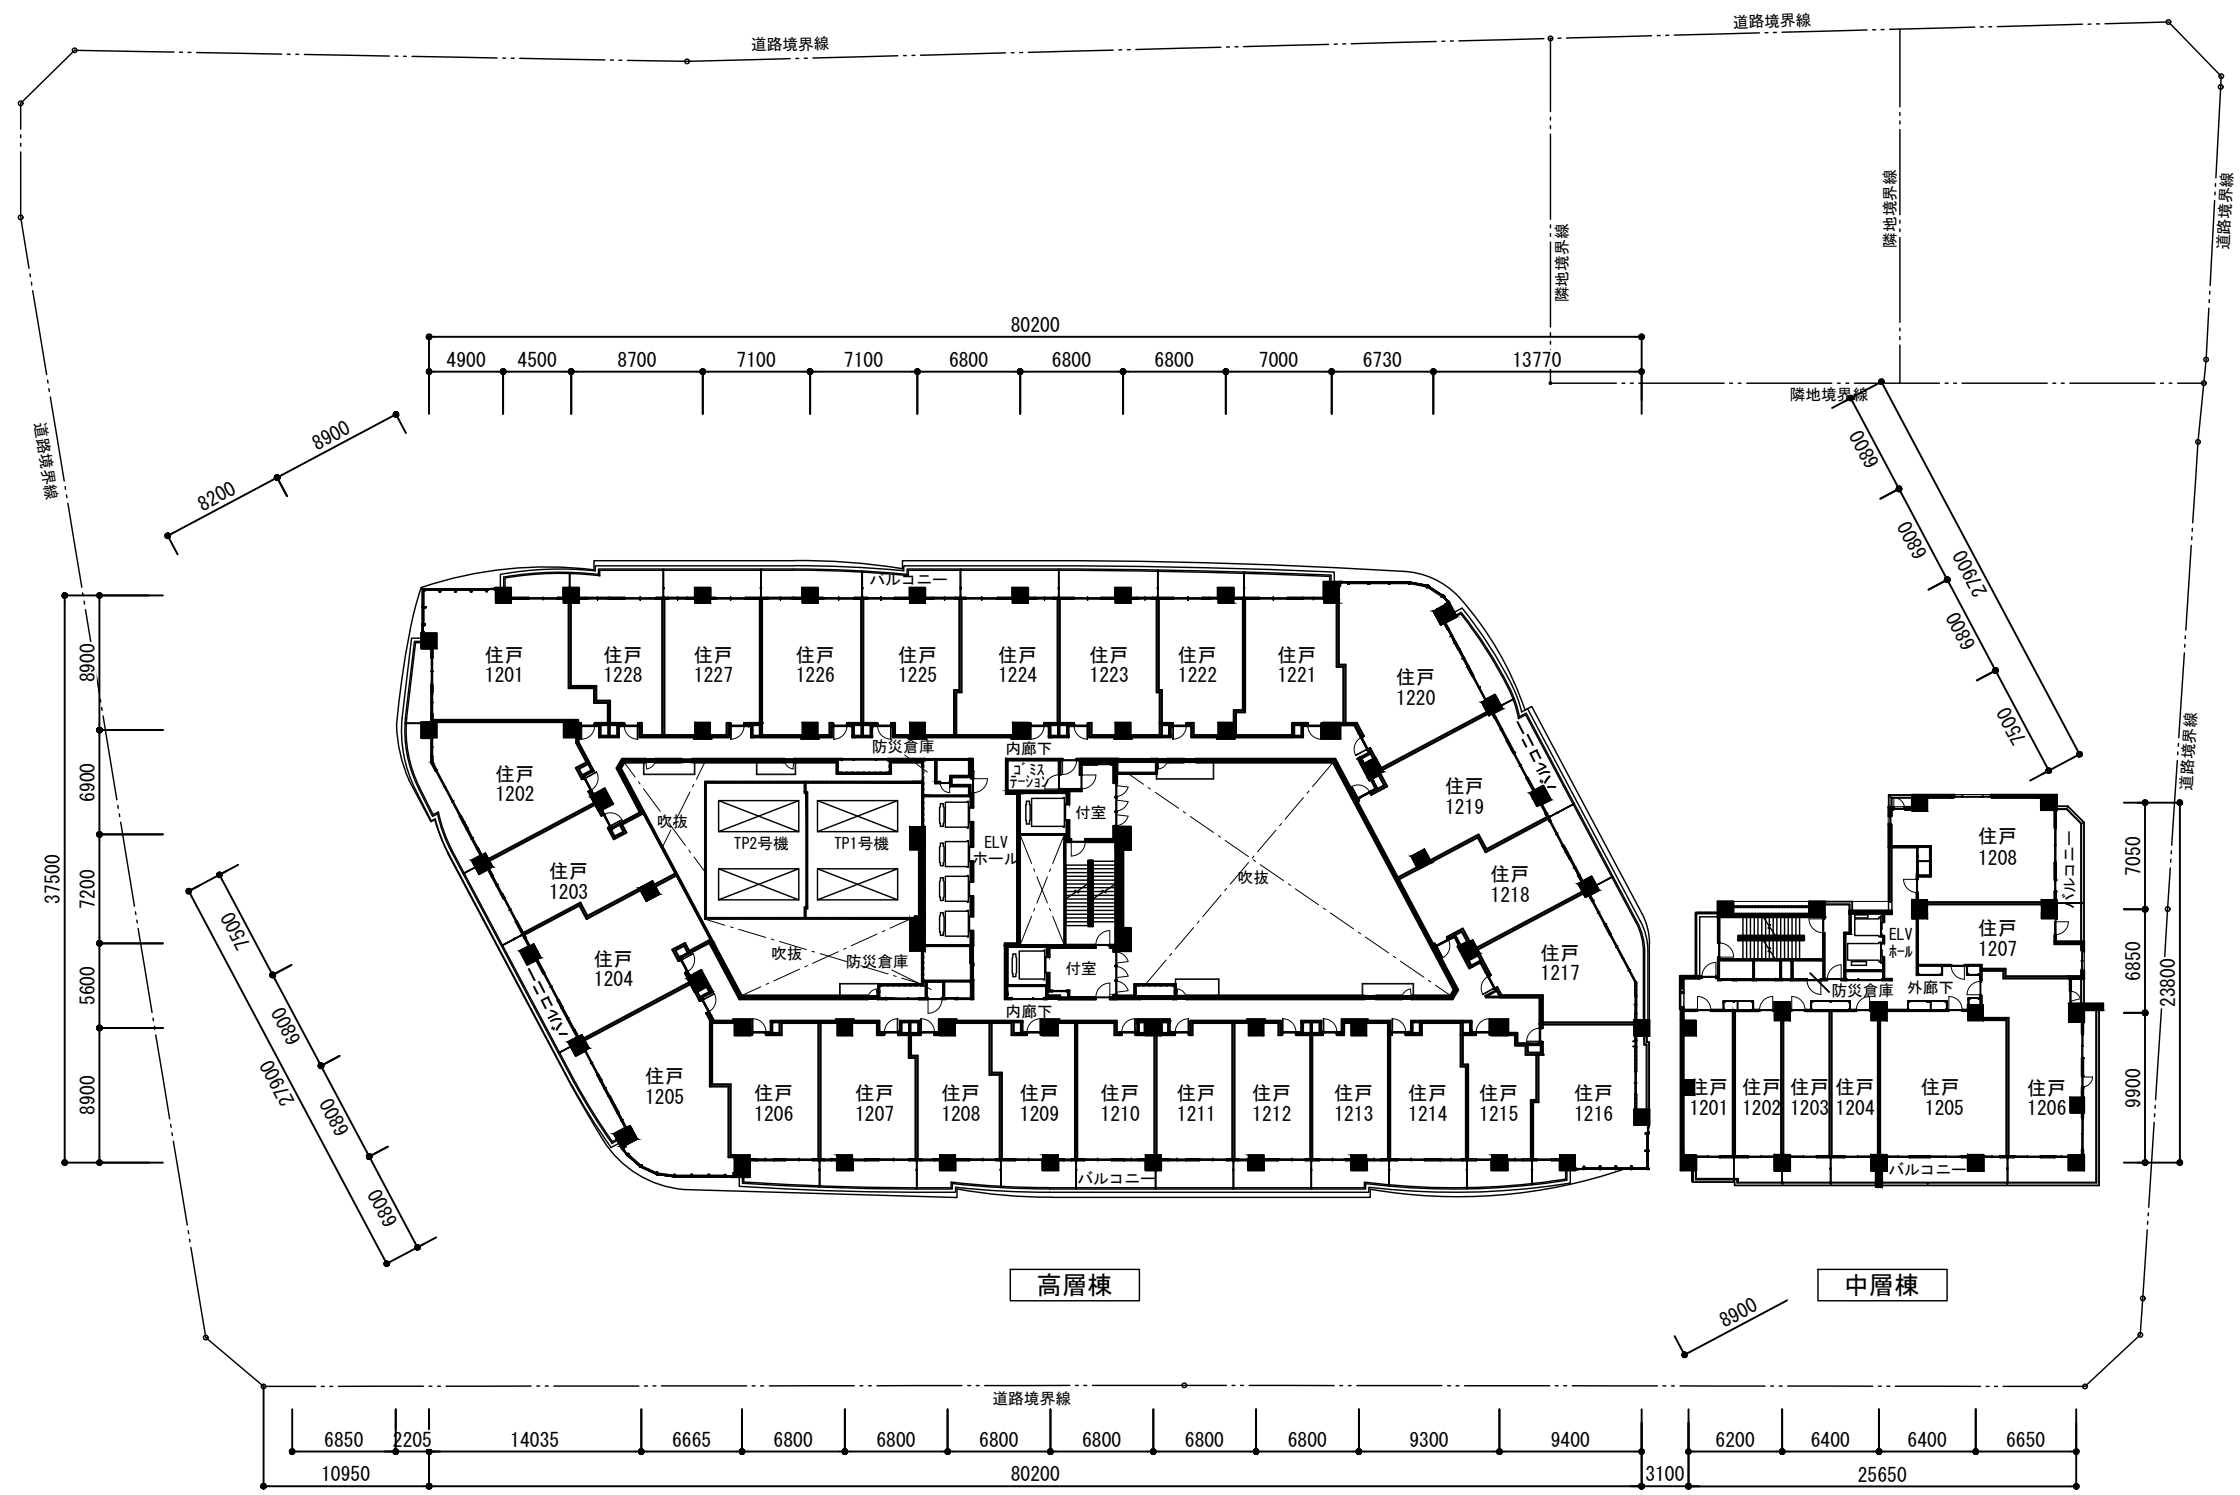 道路境界線
道路境界線
道路境界線
隣地境界線
隣地境界線
80200
4900 4500 8700 7100 7100 6800 6800 6800 7000 6730 13770
隣地境界線
道路境界線
8900
8200
6800
6800
6800
7500
27900
道路境界線
バルコニー
住戸
1201
住戸
1228
住戸
1227
住戸
1226
住戸
1225
住戸
1224
住戸
1223
住戸
1222
住戸
1221
住戸
1220
バルコニー
住戸
1202
住戸
1203
住戸
1204
バルコニー
住戸
1205
防災倉庫
内廊下
ゴミス
テーション
付室
吹抜
TP2号機
TP1号機
ELV
ホール
吹抜
吹抜
防災倉庫
付室
内廊下
住戸
1219
住戸
1218
住戸
1217
住戸
1206
住戸
1207
住戸
1208
住戸
1209
住戸
1210
住戸
1211
住戸
1212
住戸
1213
住戸
1214
住戸
1215
住戸
1216
バルコニー
8900
6900
7200
5600
8900
37500
7500
6800
6800
6800
27900
住戸
1208
バルコニー
住戸
1207
ELV
ホール
防災倉庫
外廊下
住戸
1201
住戸
1202
住戸
1203
住戸
1204
住戸
1205
住戸
1206
バルコニー
7050
6850
9900
23800
高層棟
中層棟
8900
道路境界線
6850 2205 14035 6665 6800 6800 6800 6800 6800 6800 9300 9400 6200 6400 6400 6650
10950 80200 3100 25650